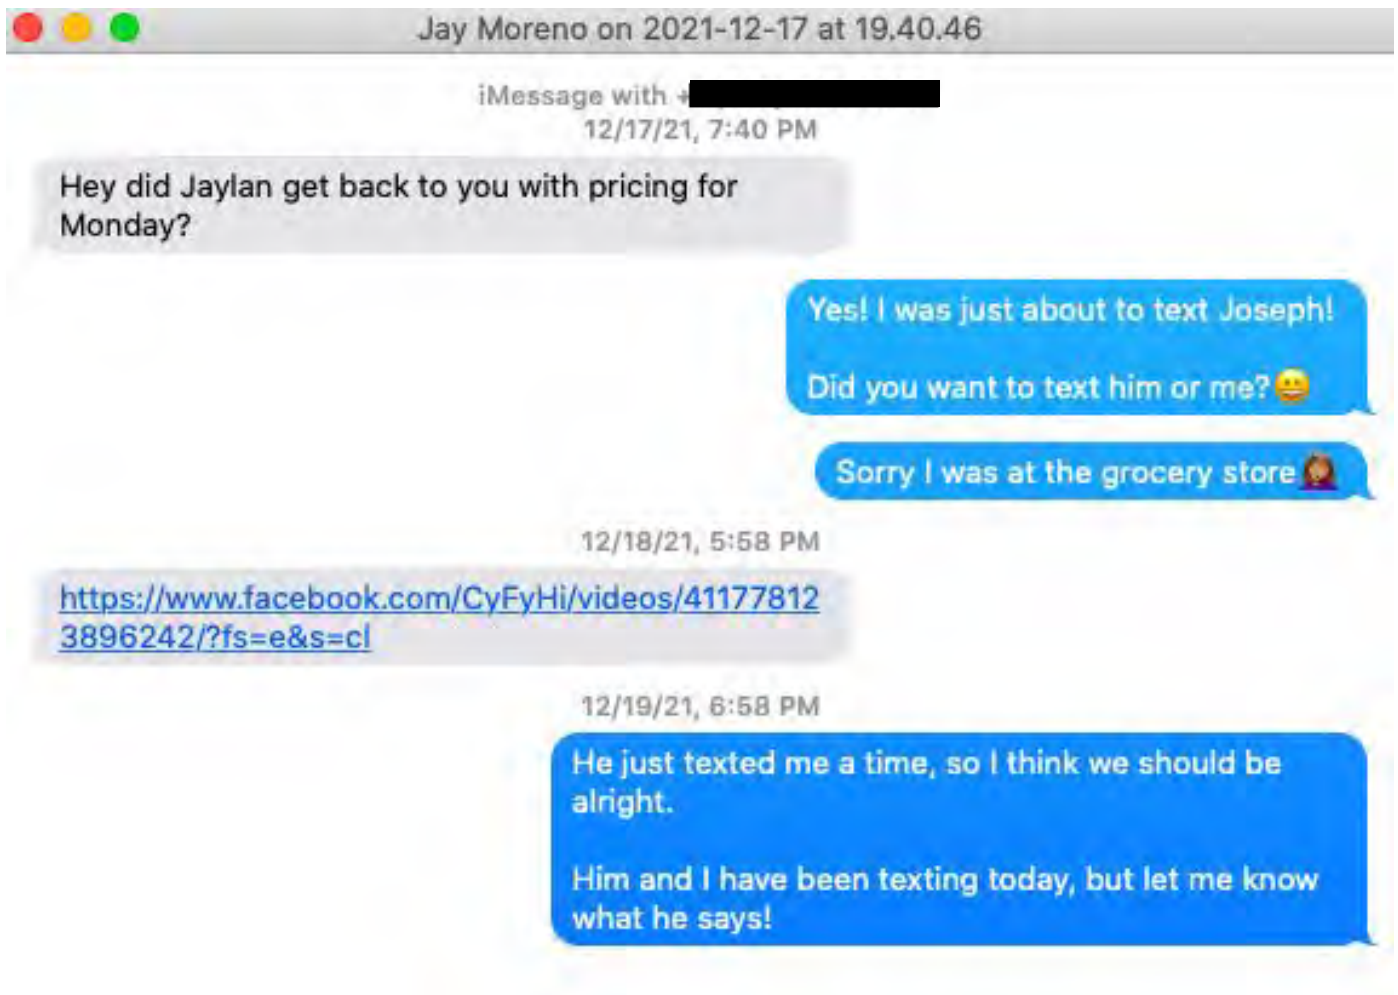 Jay Moreno on 2021-12-17 at 19.40.46
iMessage with +
12/17/21, 7:40 PM
Hey did Jaylan get back to you with pricing for
Monday?
Yes! I was just about to text Joseph!
Did you want to text him or me?😀
Sorry I was at the grocery store🤦🏽‍♀️
12/18/21, 5:58 PM
https://www.facebook.com/CyFyHi/videos/41177812
3896242/?fs=e&s=cl
12/19/21, 6:58 PM
He just texted me a time, so I think we should be
alright.
Him and I have been texting today, but let me know
what he says!